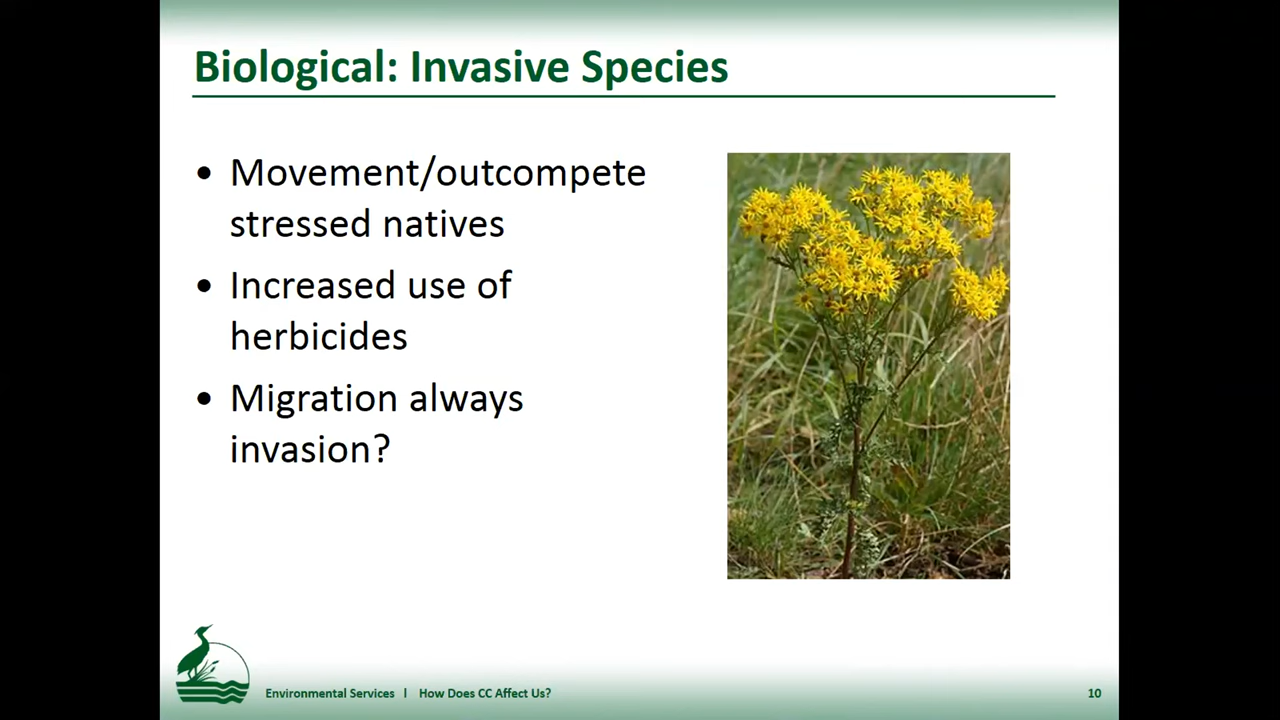 Biological: Invasive Species
• Movement/outcompete
stressed natives
• Increased use of
herbicides
• Migration always
invasion?
Environmental Services | How Does CC Affect Us?
10